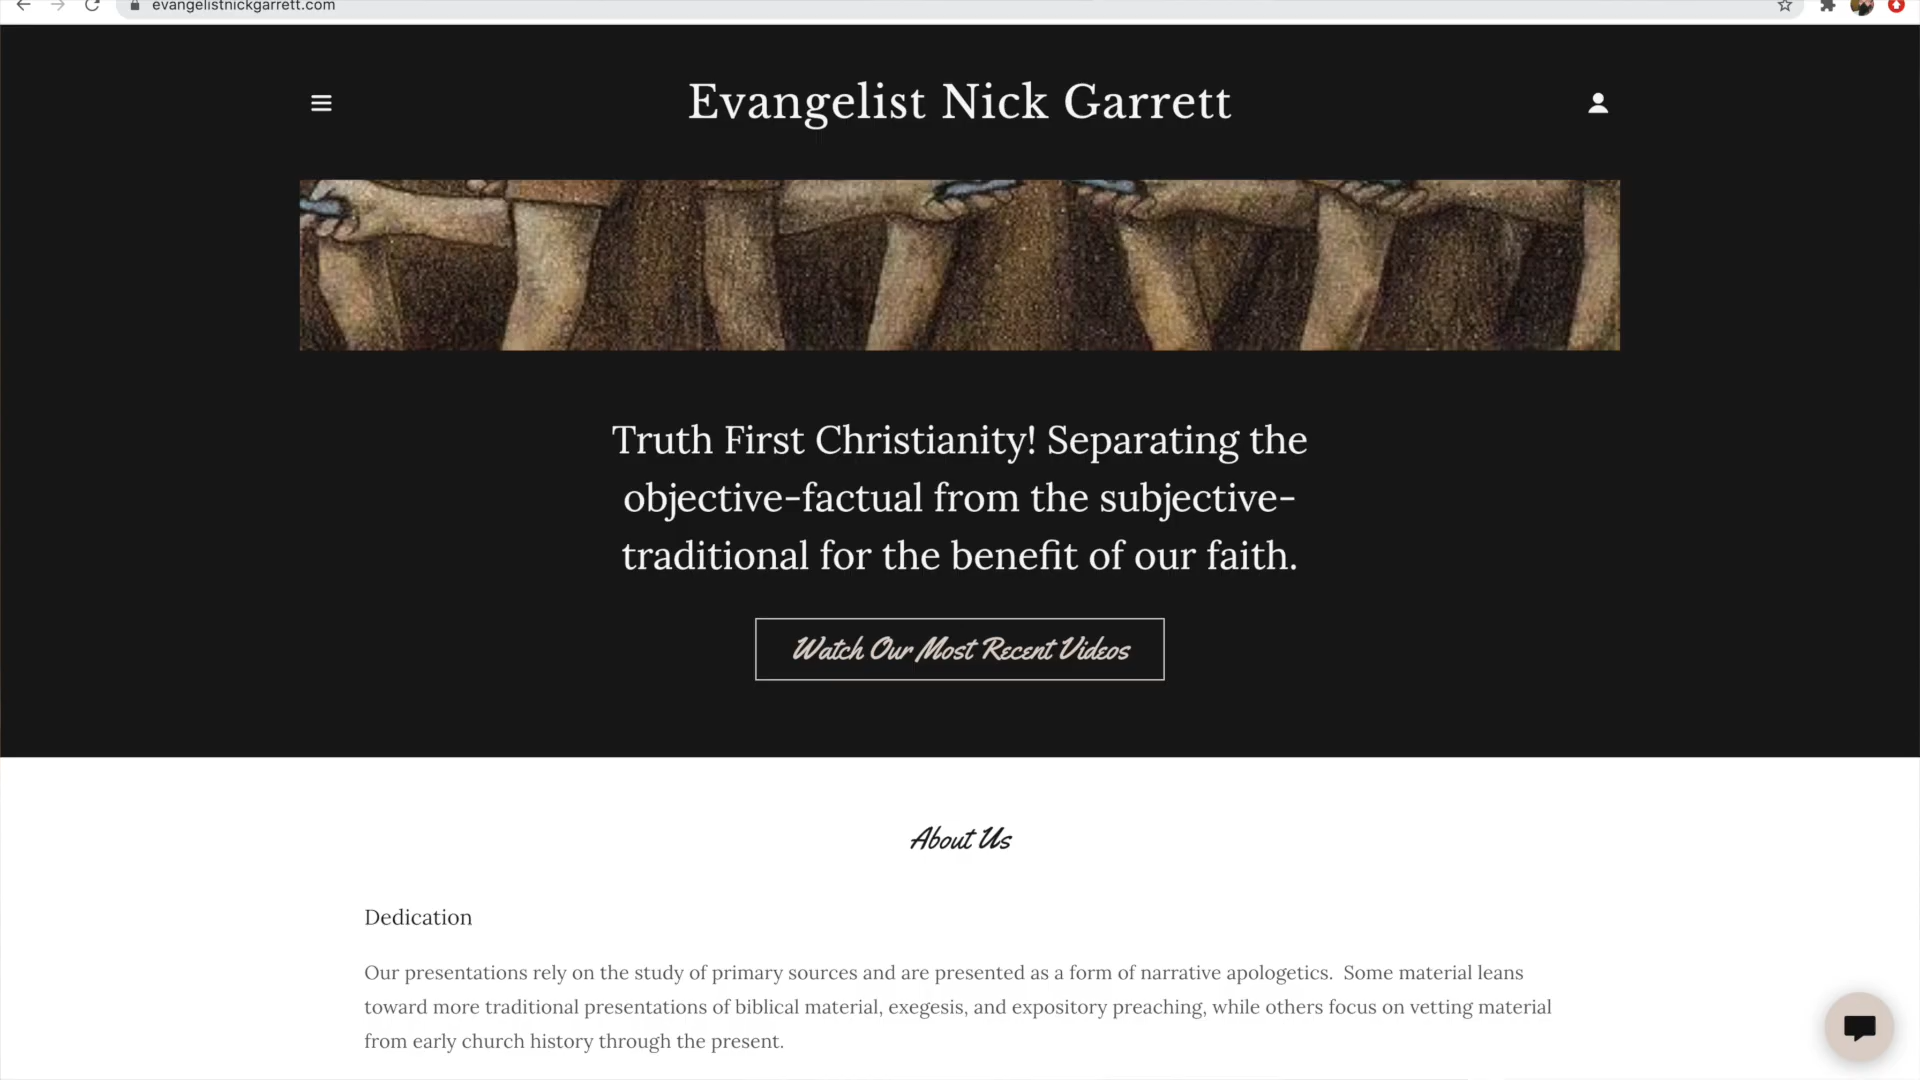 evangelistnickgarrett.com
Evangelist Nick Garrett
Truth First Christianity! Separating the
objective-factual from the subjective-
traditional for the benefit of our faith.
Watch Our Most Recent Videos
About Us
Dedication
Our presentations rely on the study of primary sources and are presented as a form of narrative apologetics.  Some material leans
toward more traditional presentations of biblical material, exegesis, and expository preaching, while others focus on vetting material
from early church history through the present.